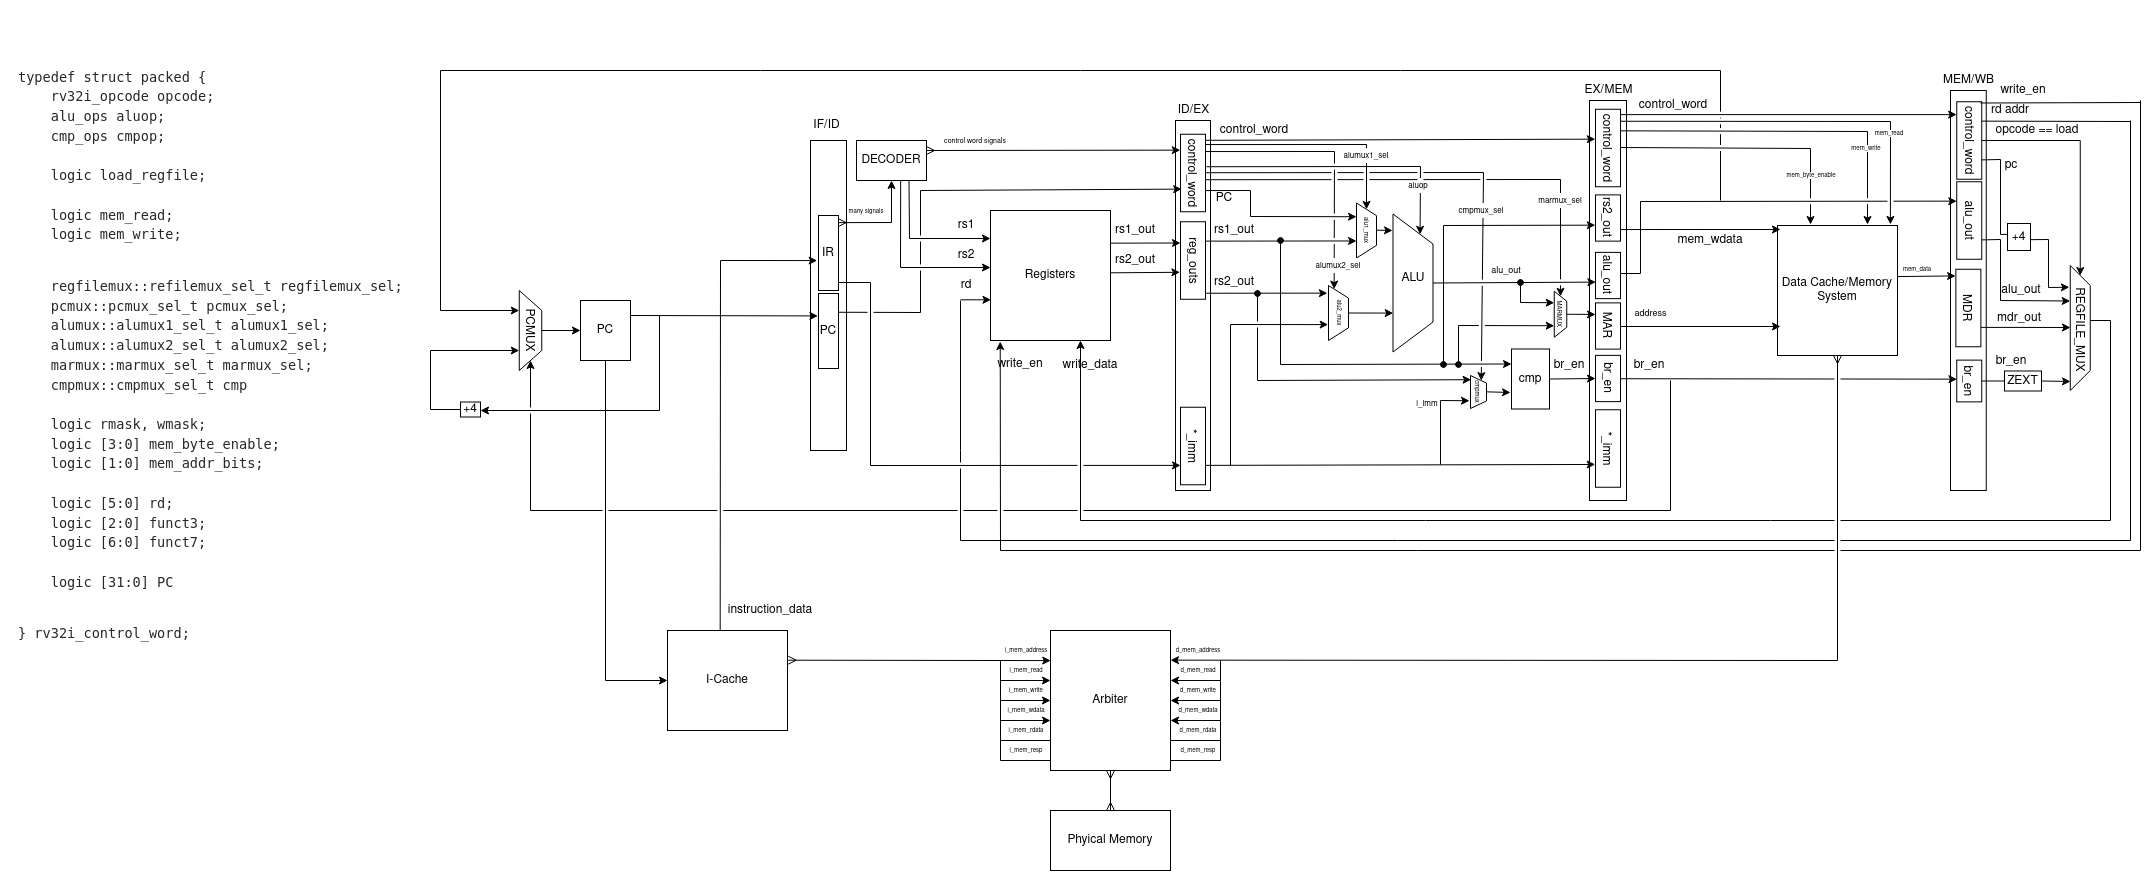 typedef struct packed {
rv32i_opcode opcode;
alu_ops aluop;
cmp_ops cmpop;
logic load_regfile;
logic mem_read;
logic mem_write;
regfilemux::refilemux_sel_t regfilemux_sel;
pcmux::pcmux_sel_t pcmux_sel;
alumux::alumux1_sel_t alumux1_sel;
alumux::alumux2_sel_t alumux2_sel;
marmux::marmux_sel_t marmux_sel;
cmpmux::cmpmux_sel_t cmp
logic rmask, wmask;
logic [3:0] mem_byte_enable;
logic [1:0] mem_addr_bits;
logic [5:0] rd;
logic [2:0] funct3;
logic [6:0] funct7;
logic [31:0] PC
} rv32i_control_word;
PCMUX
PC
+4
IF/ID
IR
PC
DECODER
control word signals
many signals
rs1
rs2
rd
Registers
write_en
write_data
rs1_out
rs2_out
ID/EX
control_word
reg_outs
*_imm
control_word
PC
rs1_out
rs2_out
alumux1_sel
alumux2_sel
aluop
cmpmux_sel
marmux_sel
alu1_mux
alu2_mux
ALU
alu_out
MARMUX
cmpmux
i_imm
cmp
br_en
EX/MEM
control_word
rs2_out
alu_out
MAR
br_en
*_imm
control_word
mem_read
mem_write
mem_byte_enable
mem_wdata
address
br_en
Data Cache/Memory
System
mem_data
MEM/WB
control_word
alu_out
MDR
br_en
write_en
rd addr
opcode == load
pc
+4
alu_out
mdr_out
br_en
ZEXT
REGFILE_MUX
instruction_data
I-Cache
i_mem_address
i_mem_read
i_mem_write
i_mem_wdata
i_mem_rdata
i_mem_resp
Arbiter
d_mem_address
d_mem_read
d_mem_write
d_mem_wdata
d_mem_rdata
d_mem_resp
Phyical Memory